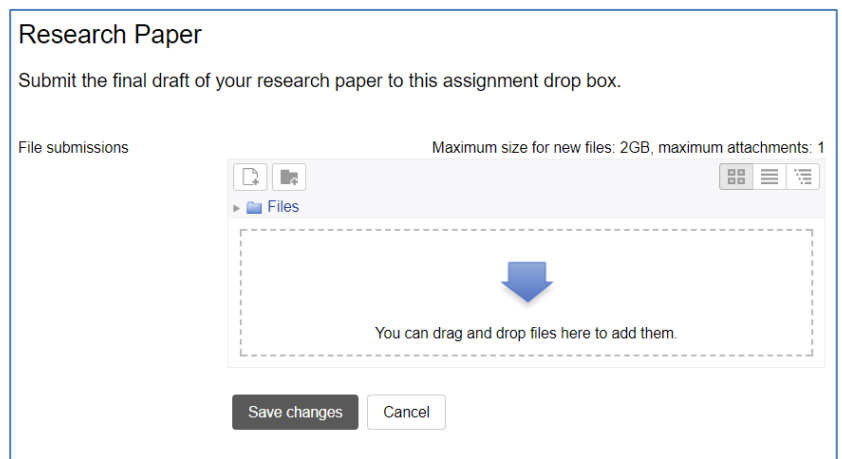 Research Paper
Submit the final draft of your research paper to this assignment drop box.
File submissions
Maximum size for new files: 2GB, maximum attachments: 1
Files
You can drag and drop files here to add them.
Save changes
Cancel